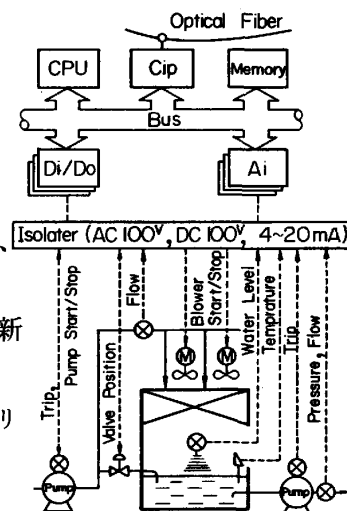 Optical Fiber
CPU
Cip
Memory
Bus
Di/Do
Ai
Isolater (AC 100V, DC 100V, 4~20mA)
、
新
り
Trip,
Pump Start/Stop
Valve Position
Flow
Blower
Start/Stop
Water Level
Temprature
Trip
Pressure, Flow
M
M
Pump
Pump